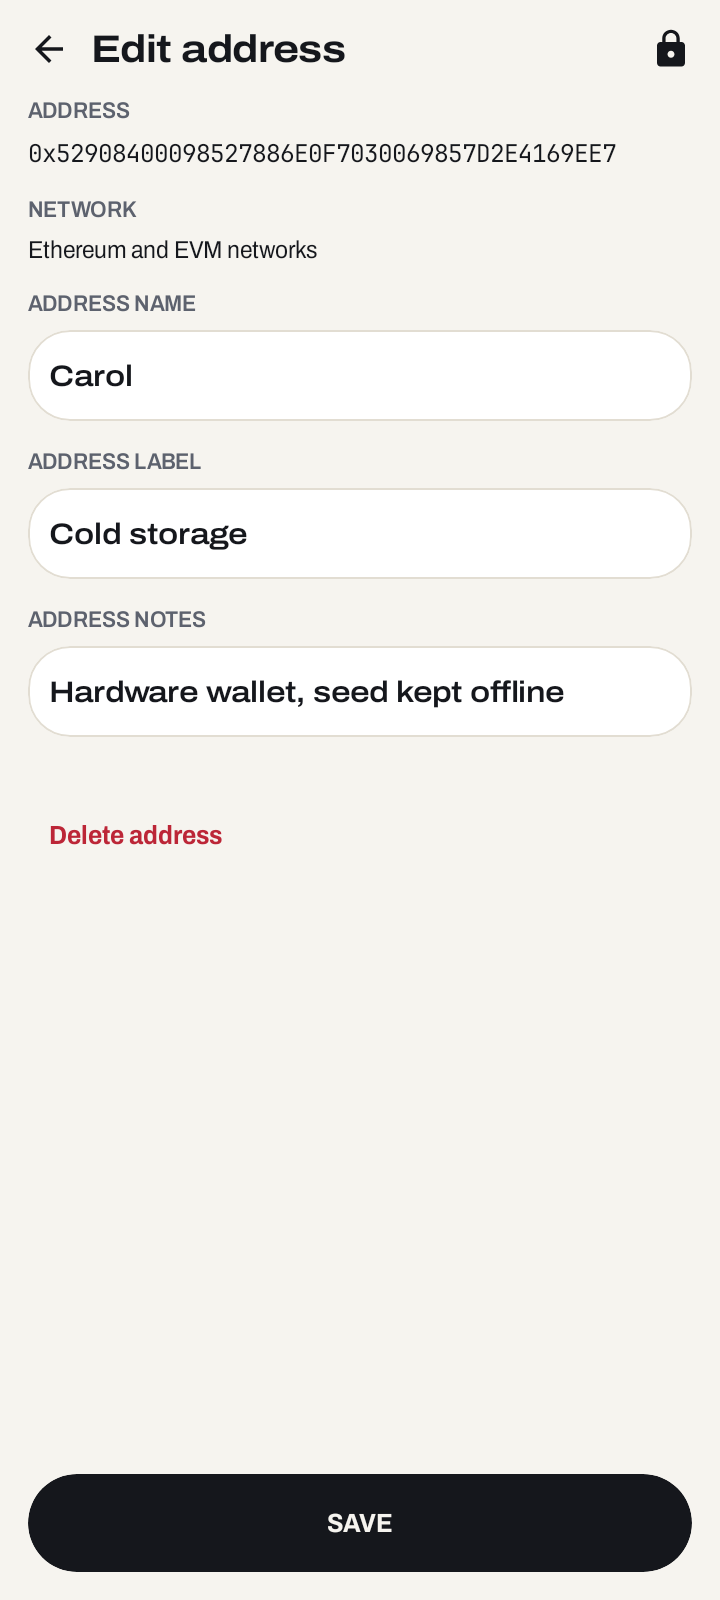 Edit address
ADDRESS
0x52908400098527886E0F7030069857D2E4169EE7
NETWORK
Ethereum and EVM networks
ADDRESS NAME
Carol
ADDRESS LABEL
Cold storage
ADDRESS NOTES
Hardware wallet, seed kept offline
Delete address
SAVE